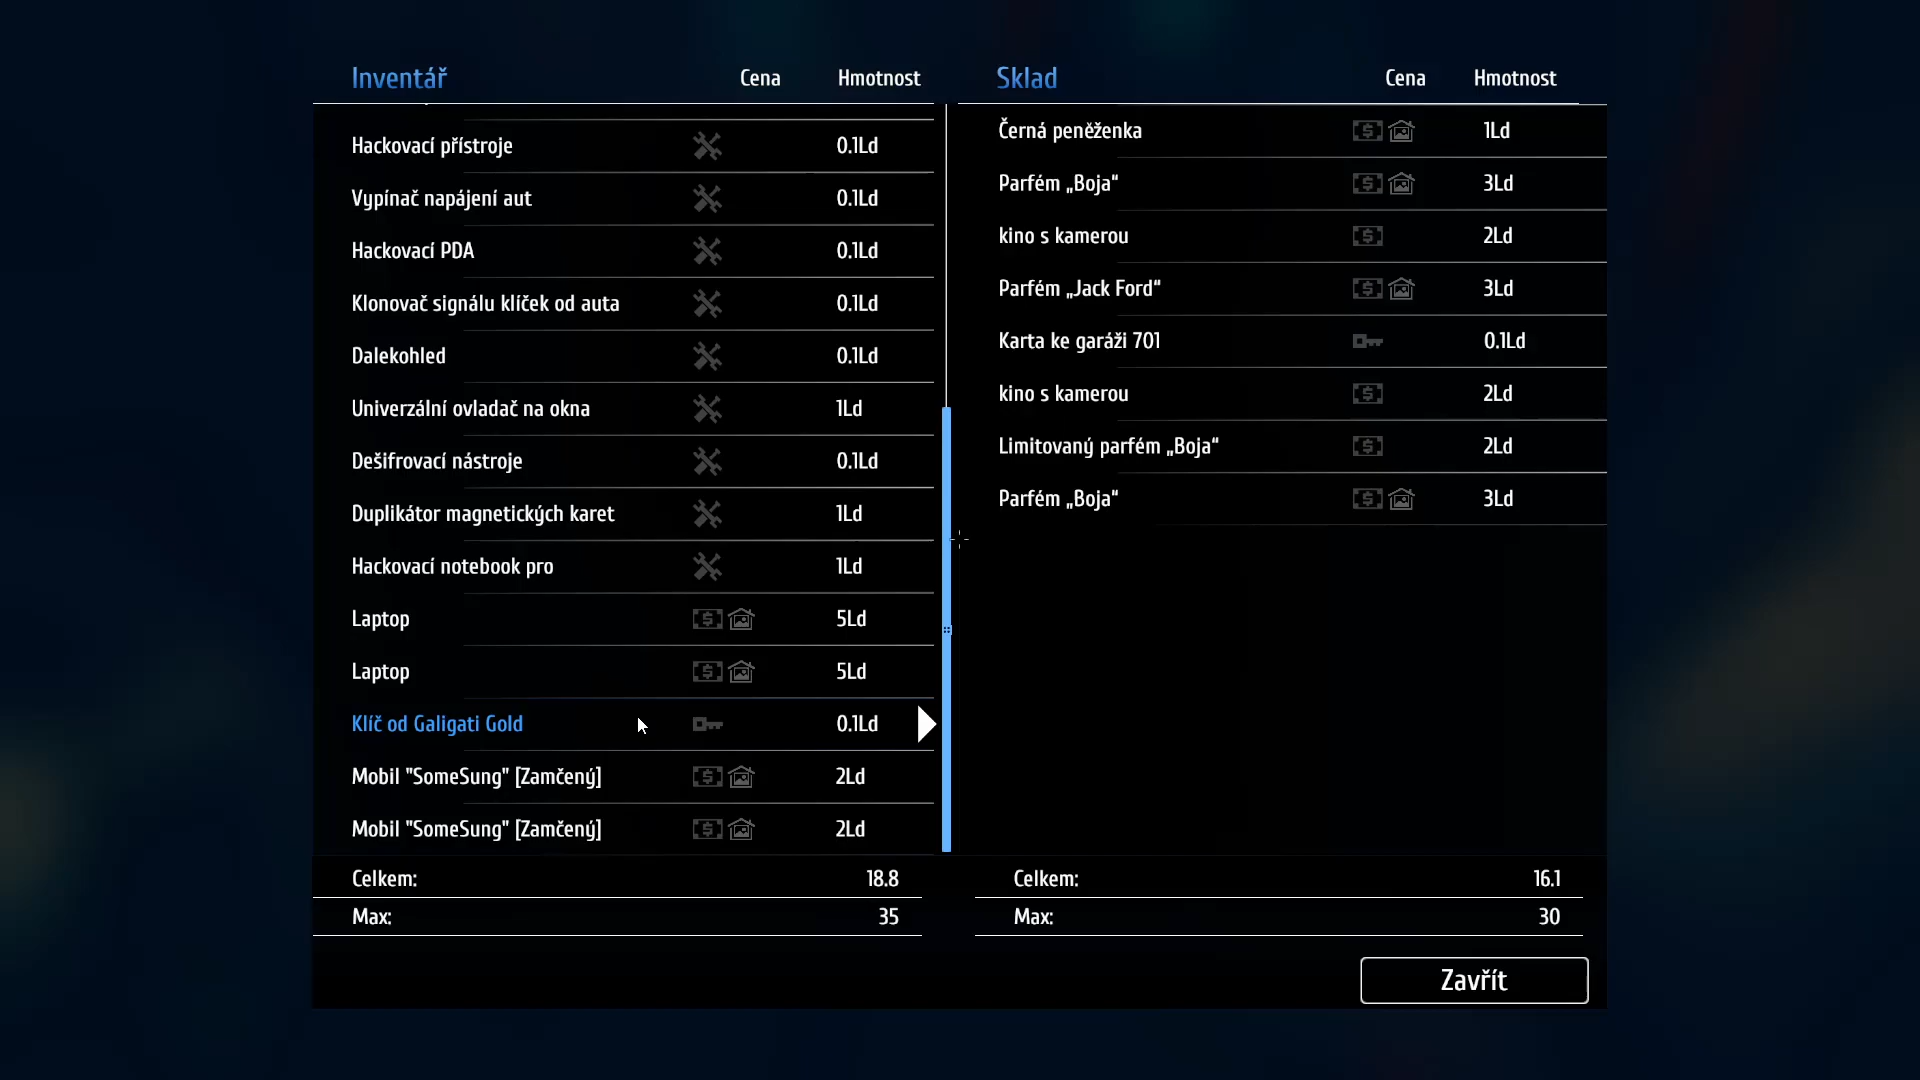 Inventář Cena Hmotnost
Hackovací přístroje 0.1Ld
Vypínač napájení aut 0.1Ld
Hackovací PDA 0.1Ld
Klonovač signálu klíček od auta 0.1Ld
Dalekohled 0.1Ld
Univerzální ovladač na okna 1Ld
Dešifrovací nástroje 0.1Ld
Duplikátor magnetických karet 1Ld
Hackovací notebook pro 1Ld
Laptop 5Ld
Laptop 5Ld
Klíč od Galigati Gold 0.1Ld
Mobil "SomeSung" [Zamčený] 2Ld
Mobil "SomeSung" [Zamčený] 2Ld
Celkem: 18.8
Max: 35
Sklad Cena Hmotnost
Černá peněženka 1Ld
Parfém „Boja“ 3Ld
kino s kamerou 2Ld
Parfém „Jack Ford“ 3Ld
Karta ke garáži 701 0.1Ld
kino s kamerou 2Ld
Limitovaný parfém „Boja“ 2Ld
Parfém „Boja“ 3Ld
Celkem: 16.1
Max: 30
Zavřít